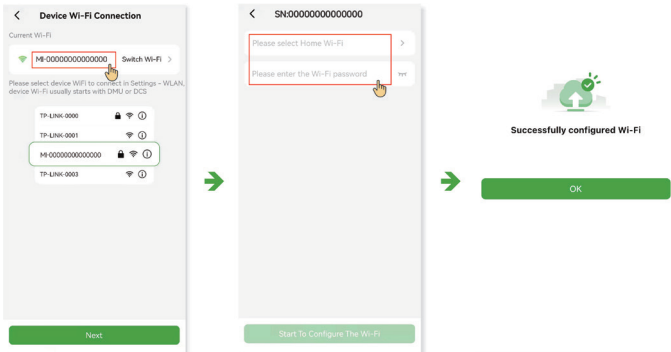 Device Wi-Fi Connection
Current Wi-Fi
MI-00000000000000 Switch Wi-Fi
Please select device WiFi to connect in Settings - WLAN,
device Wi-Fi usually starts with DMU or DCS
TP-LINK-0000
TP-LINK-0001
MI-00000000000000
TP-LINK-0003
Next
SN:00000000000000
Please select Home Wi-Fi
Please enter the Wi-Fi password
Start To Configure The Wi-Fi
Successfully configured Wi-Fi
OK